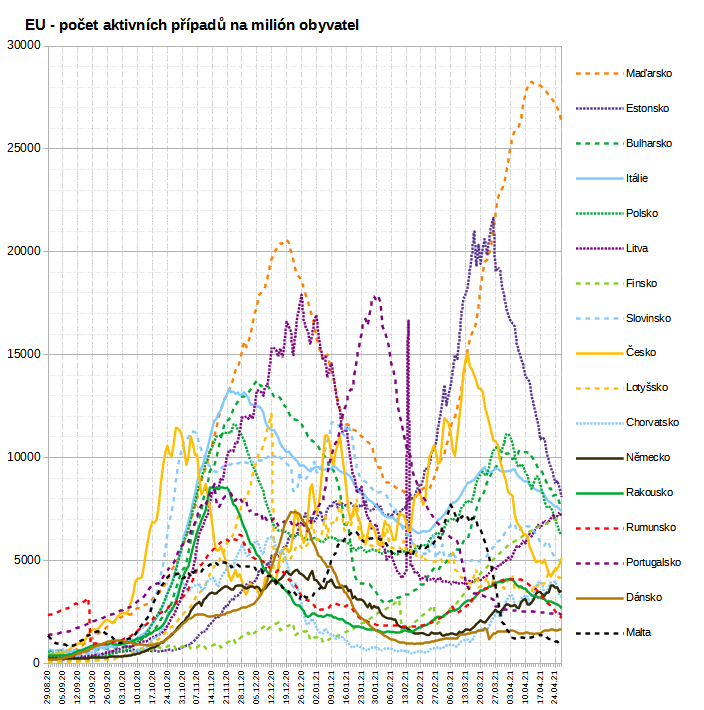 EU - počet aktivních případů na milión obyvatel
30000
25000
20000
15000
10000
5000
0
Maďarsko
Estonsko
Bulharsko
Itálie
Polsko
Litva
Finsko
Slovinsko
Česko
Lotyšsko
Chorvatsko
Německo
Rakousko
Rumunsko
Portugalsko
Dánsko
Malta
29.08.20
05.09.20
12.09.20
19.09.20
26.09.20
03.10.20
10.10.20
17.10.20
24.10.20
31.10.20
07.11.20
14.11.20
21.11.20
28.11.20
05.12.20
12.12.20
19.12.20
26.12.20
02.01.21
09.01.21
16.01.21
23.01.21
30.01.21
06.02.21
13.02.21
20.02.21
27.02.21
06.03.21
13.03.21
20.03.21
27.03.21
03.04.21
10.04.21
17.04.21
24.04.21